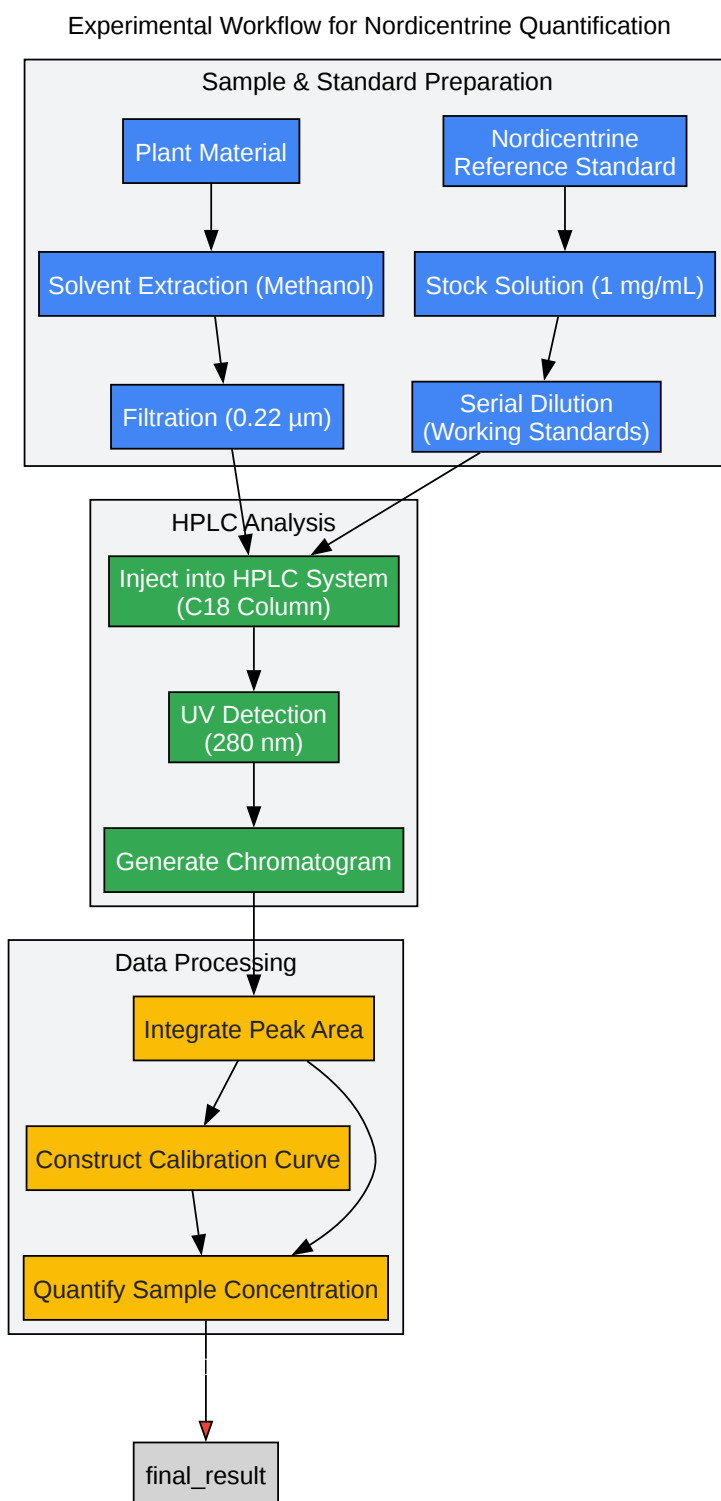 Experimental Workflow for Nordicentrine Quantification
Sample & Standard Preparation
Plant Material
Nordicentrine
Reference Standard
Solvent Extraction (Methanol)
Stock Solution (1 mg/mL)
Filtration (0.22 µm)
Serial Dilution
(Working Standards)
HPLC Analysis
Inject into HPLC System
(C18 Column)
UV Detection
(280 nm)
Generate Chromatogram
Data Processing
Integrate Peak Area
Construct Calibration Curve
Quantify Sample Concentration
final_result